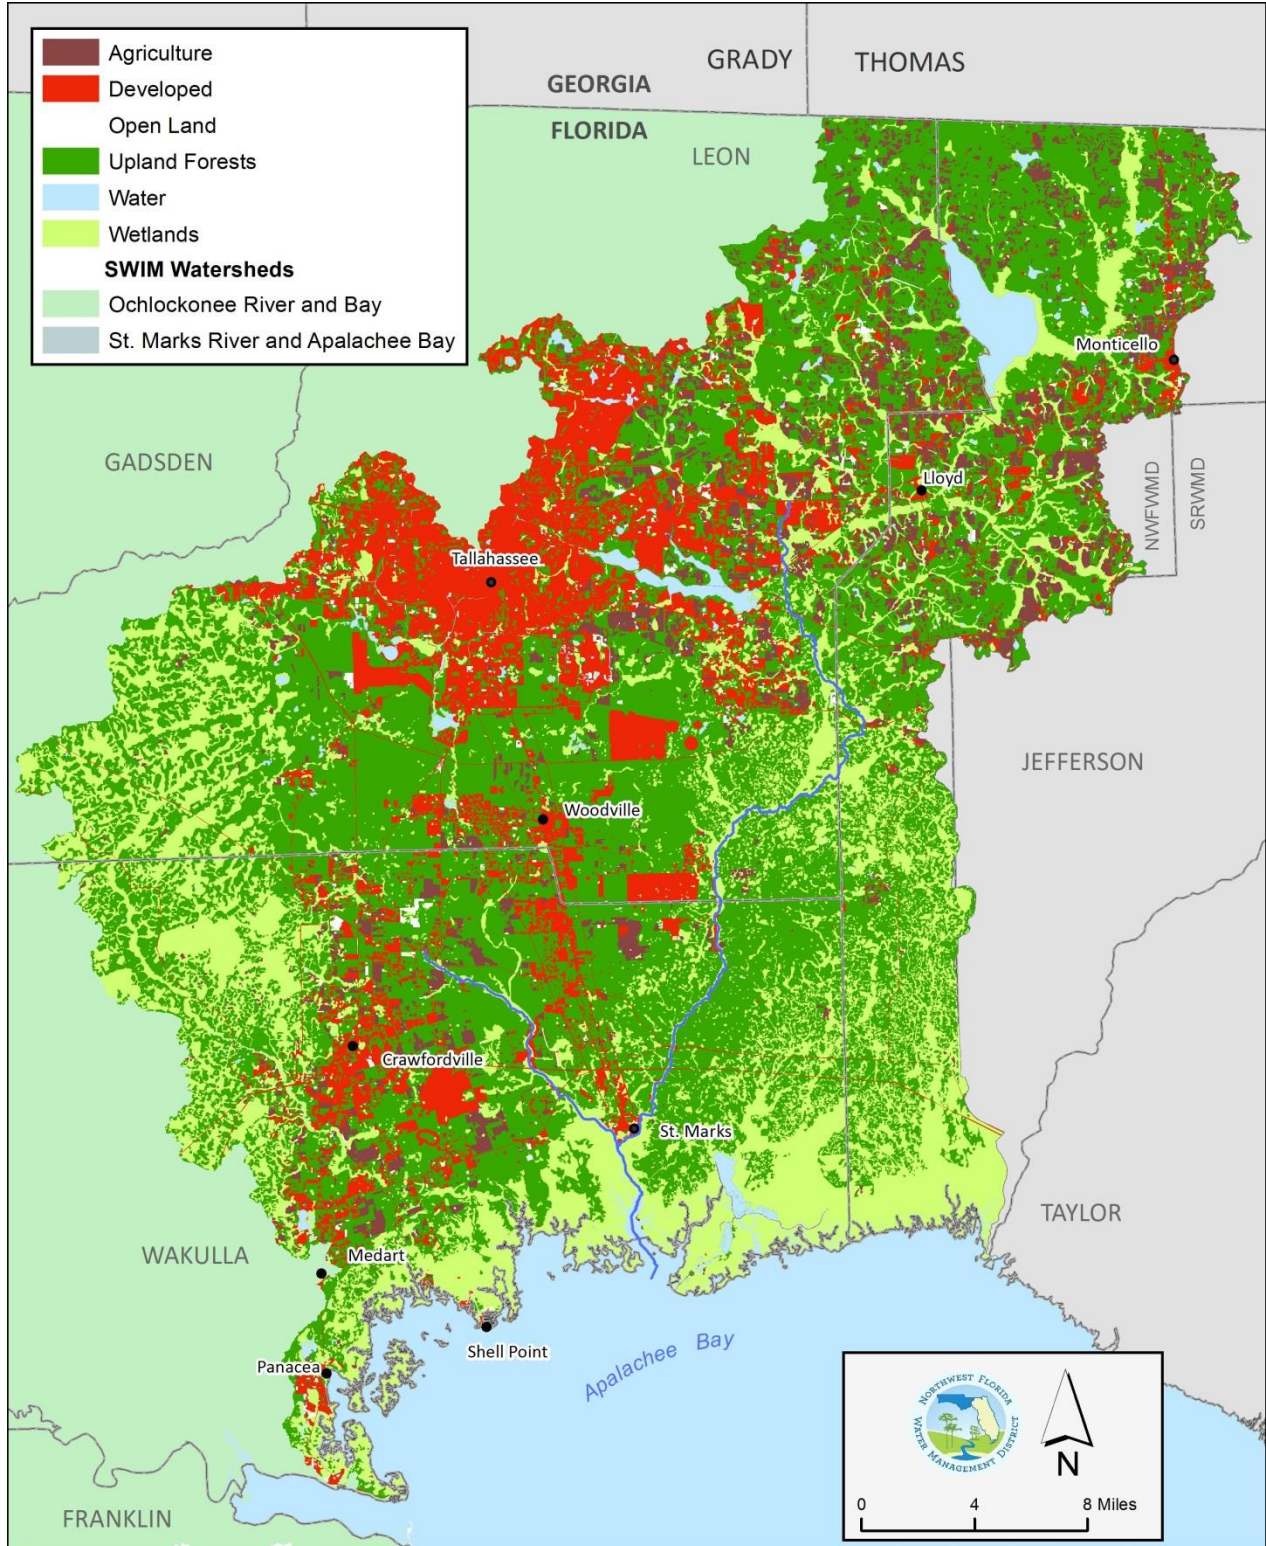 Agriculture
Developed
Open Land
Upland Forests
Water
Wetlands
SWIM Watersheds
Ochlockonee River and Bay
St. Marks River and Apalachee Bay
GRADY
THOMAS
GEORGIA
FLORIDA
LEON
Monticello
GADSDEN
Lloyd
NWFWMD
SRWMD
Tallahassee
JEFFERSON
Woodville
Crawfordville
St. Marks
TAYLOR
WAKULLA
Medart
Shell Point
Apalachee Bay
Panacea
NORTHWEST FLORIDA
WATER MANAGEMENT DISTRICT
N
0 4 8 Miles
FRANKLIN